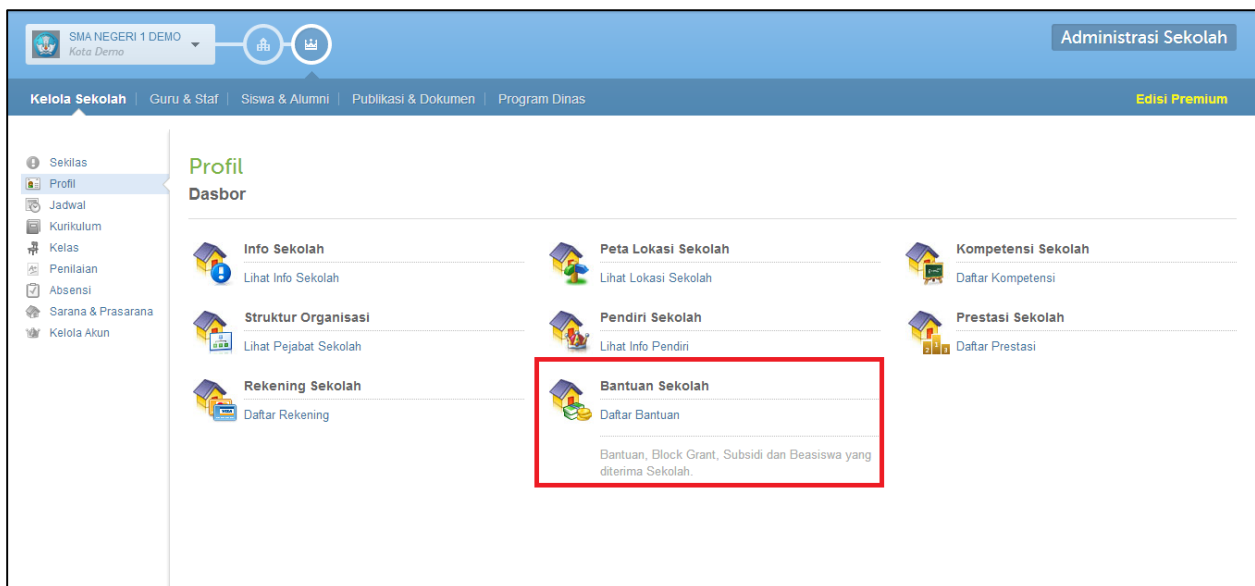 SMA NEGERI 1 DEMO
Kota Demo
Administrasi Sekolah
Kelola Sekolah | Guru & Staf | Siswa & Alumni | Publikasi & Dokumen | Program Dinas
Edisi Premium
Sekilas
Profil
Jadwal
Kurikulum
Kelas
Penilaian
Absensi
Sarana & Prasarana
Kelola Akun
Profil
Dasbor
Info Sekolah
Lihat Info Sekolah
Peta Lokasi Sekolah
Lihat Lokasi Sekolah
Kompetensi Sekolah
Daftar Kompetensi
Struktur Organisasi
Lihat Pejabat Sekolah
Pendiri Sekolah
Lihat Info Pendiri
Prestasi Sekolah
Daftar Prestasi
Rekening Sekolah
Daftar Rekening
Bantuan Sekolah
Daftar Bantuan
Bantuan, Block Grant, Subsidi dan Beasiswa yang
diterima Sekolah.